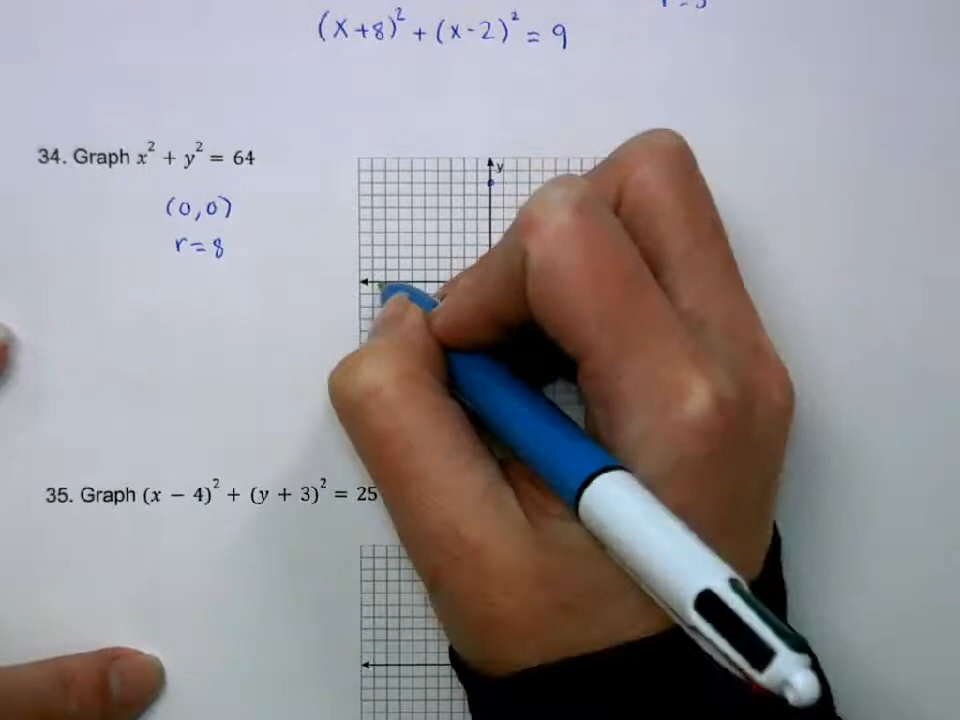 (x+8)² + (x-2)² = 9
34. Graph x² + y² = 64
y
(0,0)
r = 8
35. Graph (x − 4)² + (y + 3)² = 25